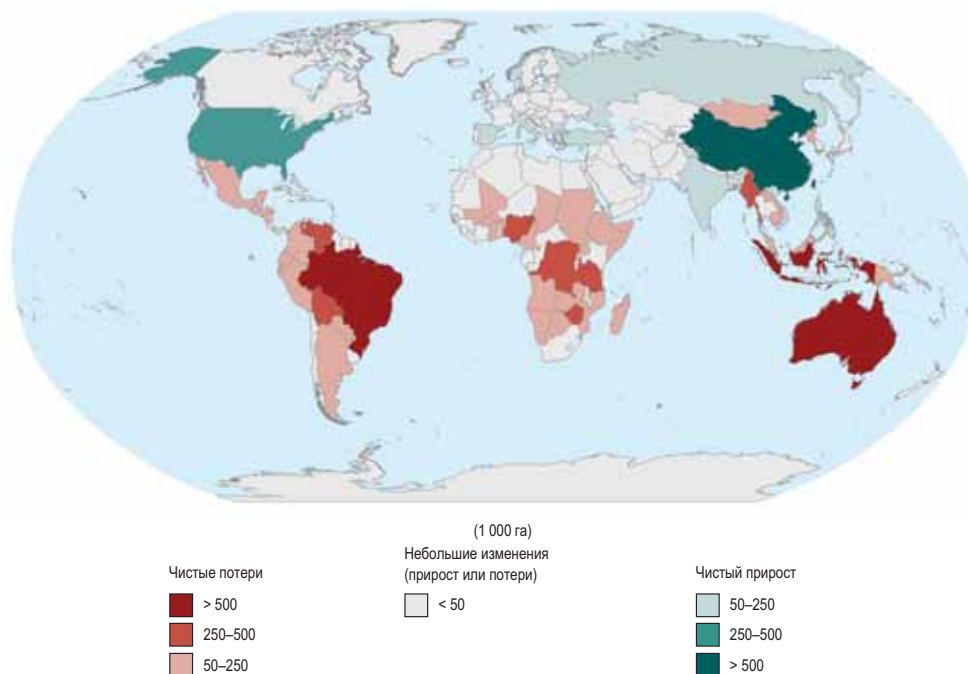 (1 000 га)
Чистые потери
> 500
250–500
50–250
Небольшие изменения
(прирост или потери)
< 50
Чистый прирост
50–250
250–500
> 500